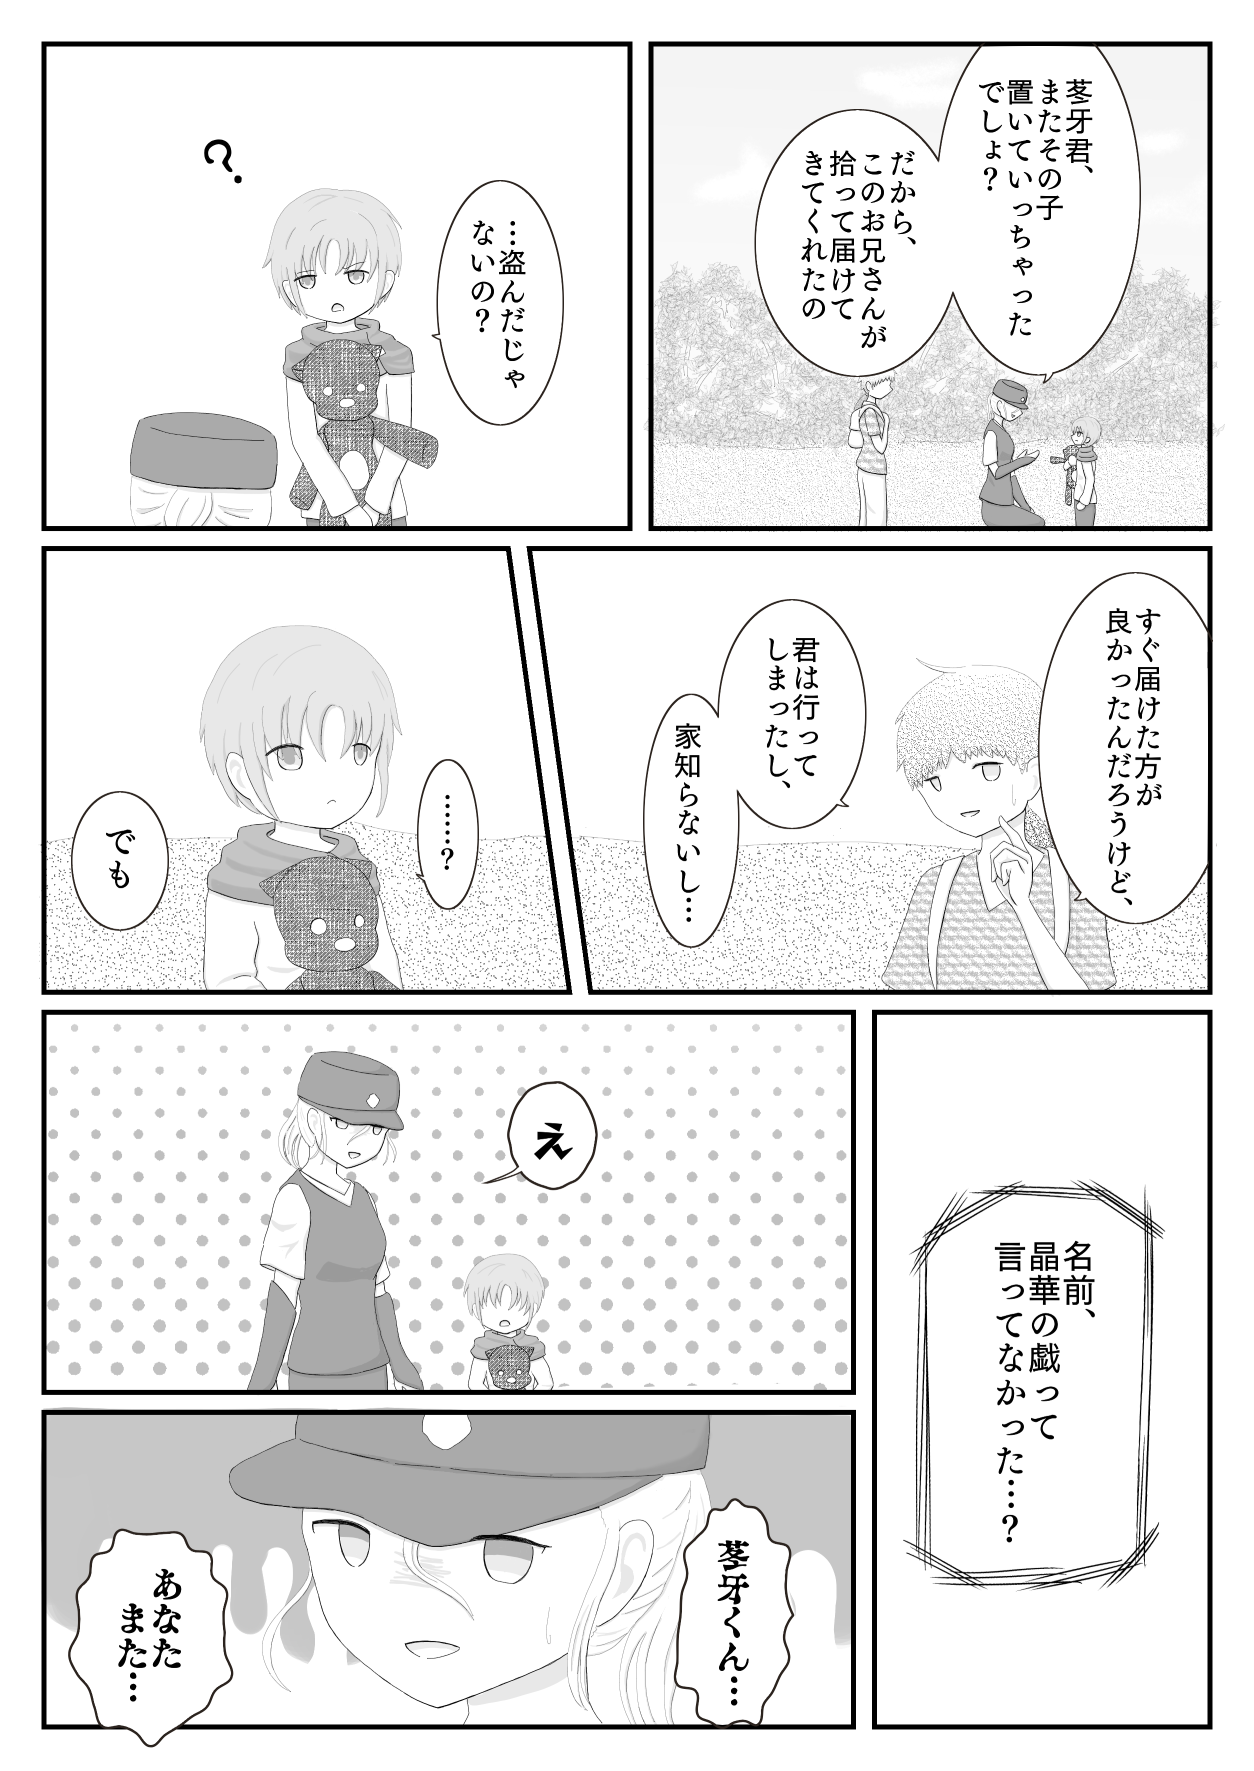 茎牙君、
またその子
置いていっちゃった
でしょ？
だから、
このお兄さんが
拾って届けて
きてくれたの
…盗んだじゃ
ないの？
？
すぐ届けた方が
良かったんだろうけど、
君は行って
しまったし、
家知らないし…
……？
でも
名前、
晶華の戯って
言ってなかった…？
え
茎牙くん…
あなた
また…